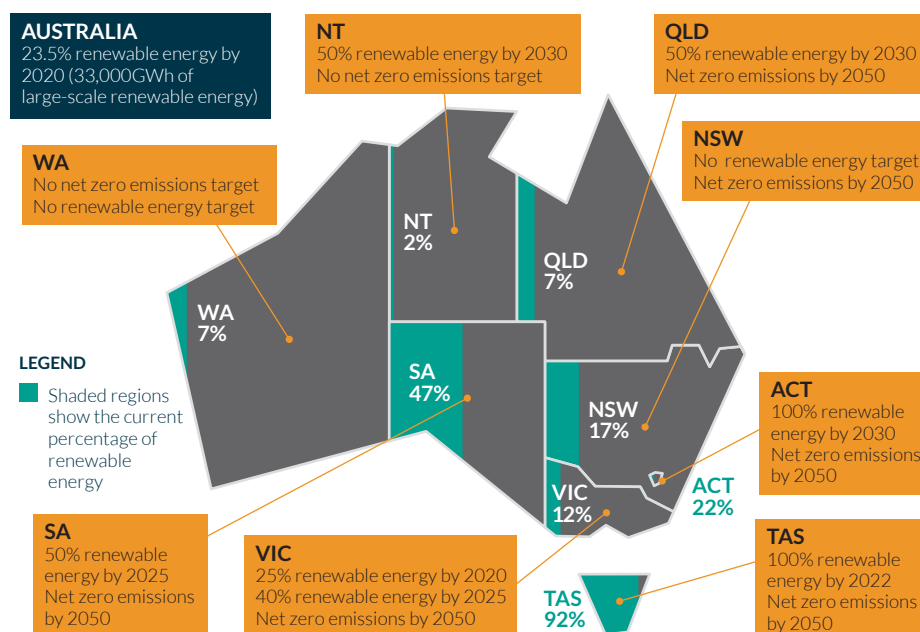 AUSTRALIA
23.5% renewable energy by
2020 (33,000GWh of
large-scale renewable energy)
NT
50% renewable energy by 2030
No net zero emissions target
QLD
50% renewable energy by 2030
Net zero emissions by 2050
WA
No net zero emissions target
No renewable energy target
NSW
No renewable energy target
Net zero emissions by 2050
NT
2%
QLD
7%
WA
7%
SA
47%
NSW
17%
VIC
12%
ACT
22%
TAS
92%
LEGEND
Shaded regions
show the current
percentage of
renewable
energy
ACT
100% renewable
energy by 2030
Net zero emissions
by 2050
SA
50% renewable
energy by 2025
Net zero emissions
by 2050
VIC
25% renewable energy by 2020
40% renewable energy by 2025
Net zero emissions by 2050
TAS
100% renewable
energy by 2022
Net zero emissions
by 2050